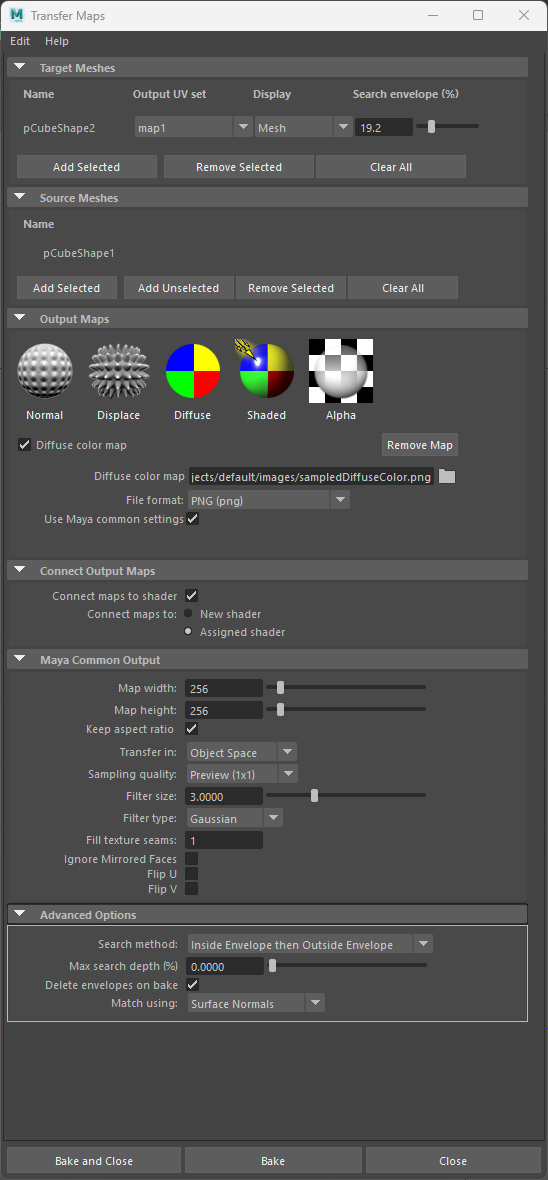 Transfer Maps
Edit Help
Target Meshes
Name Output UV set Display Search envelope (%)
pCubeShape2 map1 Mesh 19.2
Add Selected Remove Selected Clear All
Source Meshes
Name
pCubeShape1
Add Selected Add Unselected Remove Selected Clear All
Output Maps
Normal Displace Diffuse Shaded Alpha
Diffuse color map Remove Map
Diffuse color map jects/default/images/sampledDiffuseColor.png
File format: PNG (png)
Use Maya common settings
Connect Output Maps
Connect maps to shader
Connect maps to: New shader
Assigned shader
Maya Common Output
Map width: 256
Map height: 256
Keep aspect ratio
Transfer in: Object Space
Sampling quality: Preview (1x1)
Filter size: 3.0000
Filter type: Gaussian
Fill texture seams: 1
Ignore Mirrored Faces
Flip U
Flip V
Advanced Options
Search method: Inside Envelope then Outside Envelope
Max search depth (%) 0.0000
Delete envelopes on bake
Match using: Surface Normals
Bake and Close Bake Close